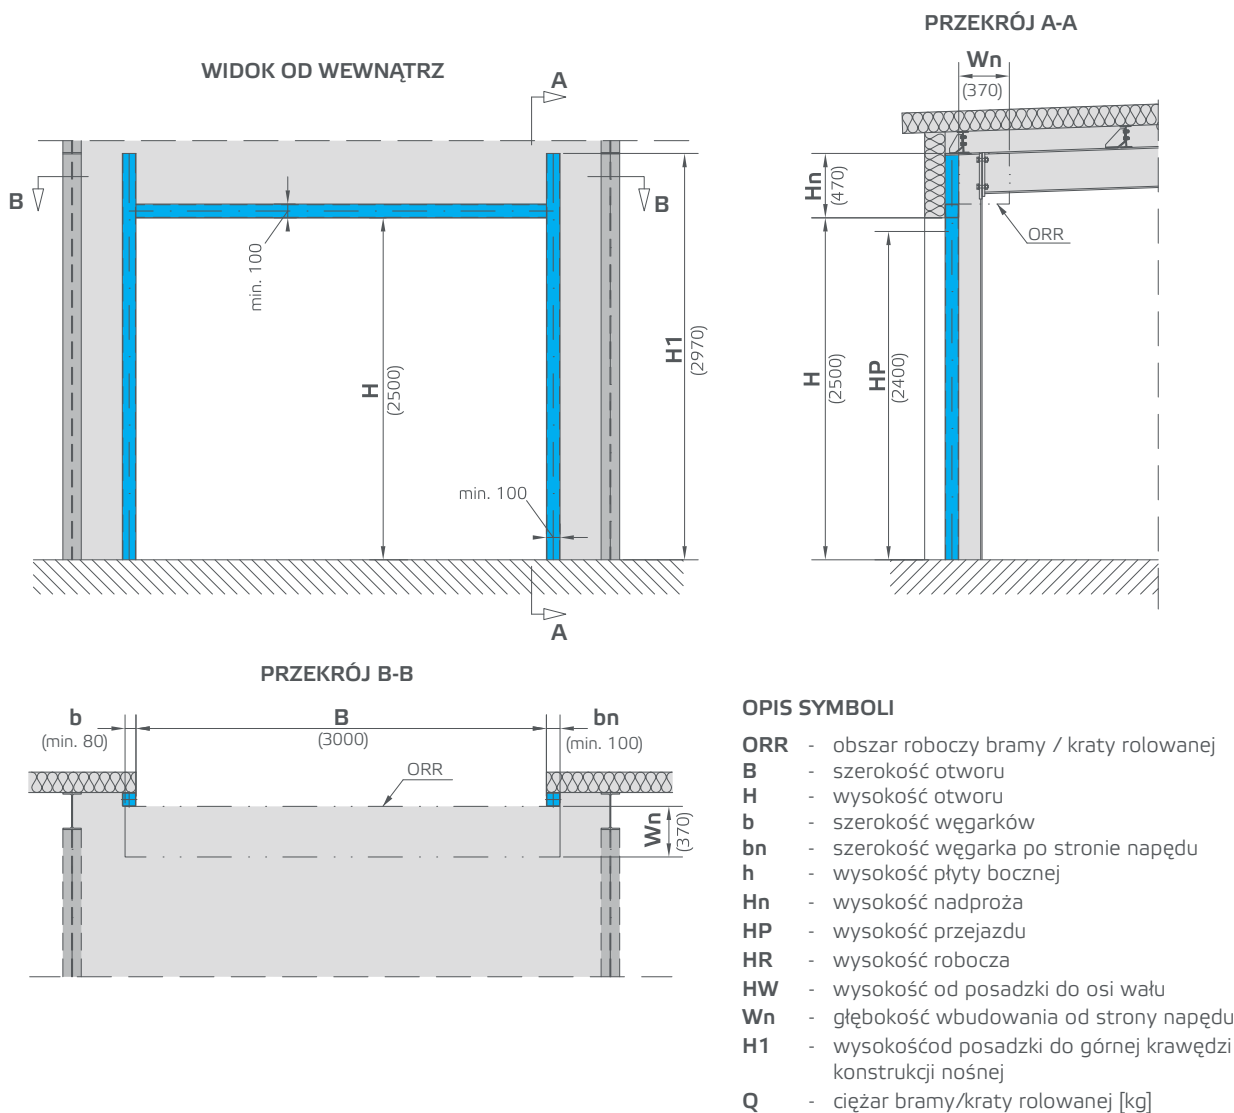 PRZEKRÓJ A-A
WIDOK OD WEWNĄTRZ
Wn
(370)
A
B
B
Hn
(470)
ORR
min. 100
H
(2500)
H1
(2970)
H
(2500)
HP
(2400)
min. 100
A
PRZEKRÓJ B-B
b
(min. 80)
B
(3000)
bn
(min. 100)
ORR
Wn
(370)
OPIS SYMBOLI
ORR - obszar roboczy bramy / kraty rolowanej
B - szerokość otworu
H - wysokość otworu
b - szerokość węgarków
bn - szerokość węgarka po stronie napędu
h - wysokość płyty bocznej
Hn - wysokość nadproża
HP - wysokość przejazdu
HR - wysokość robocza
HW - wysokość od posadzki do osi wału
Wn - głębokość wbudowania od strony napędu
H1 - wysokośćod posadzki do górnej krawędzi
konstrukcji nośnej
Q - ciężar bramy/kraty rolowanej [kg]